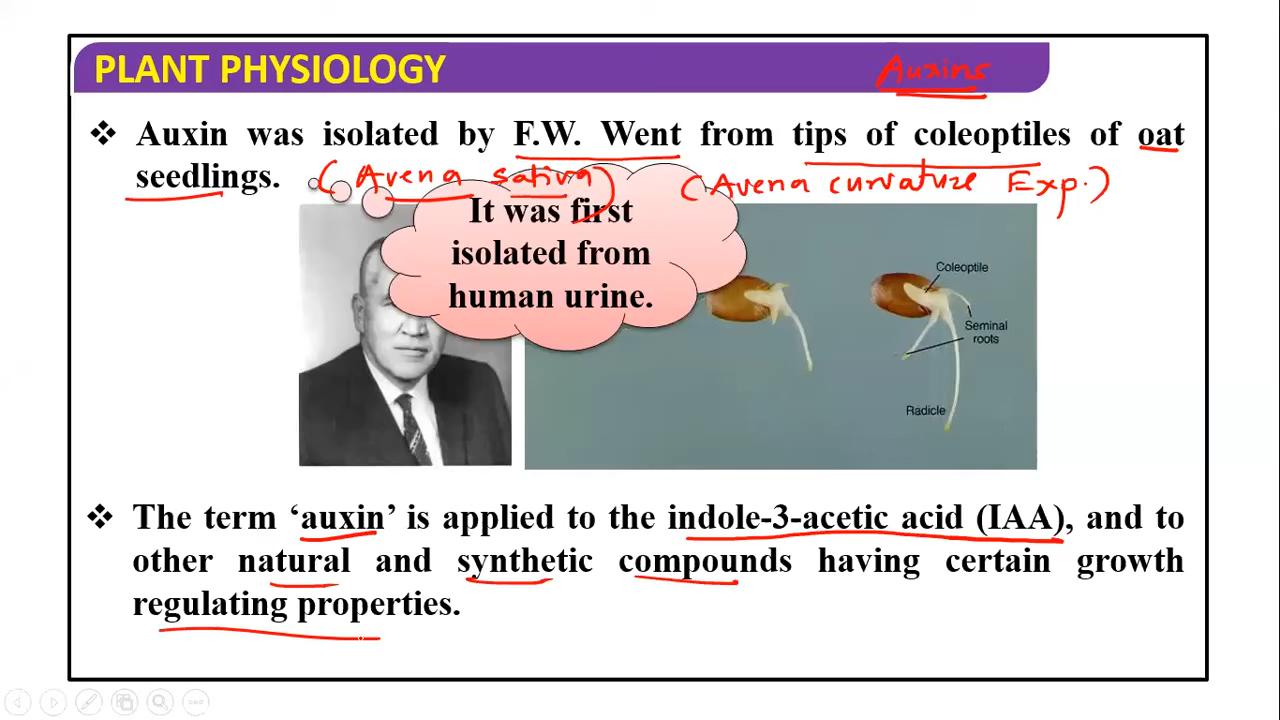 PLANT PHYSIOLOGY
Auxins
❖ Auxin was isolated by F.W. Went from tips of coleoptiles of oat
seedlings.
(Avena sativa)
(Avena curvature Exp.)
It was first
isolated from
human urine.
Coleoptile
Seminal
roots
Radicle
❖ The term ‘auxin’ is applied to the indole-3-acetic acid (IAA), and to
other natural and synthetic compounds having certain growth
regulating properties.